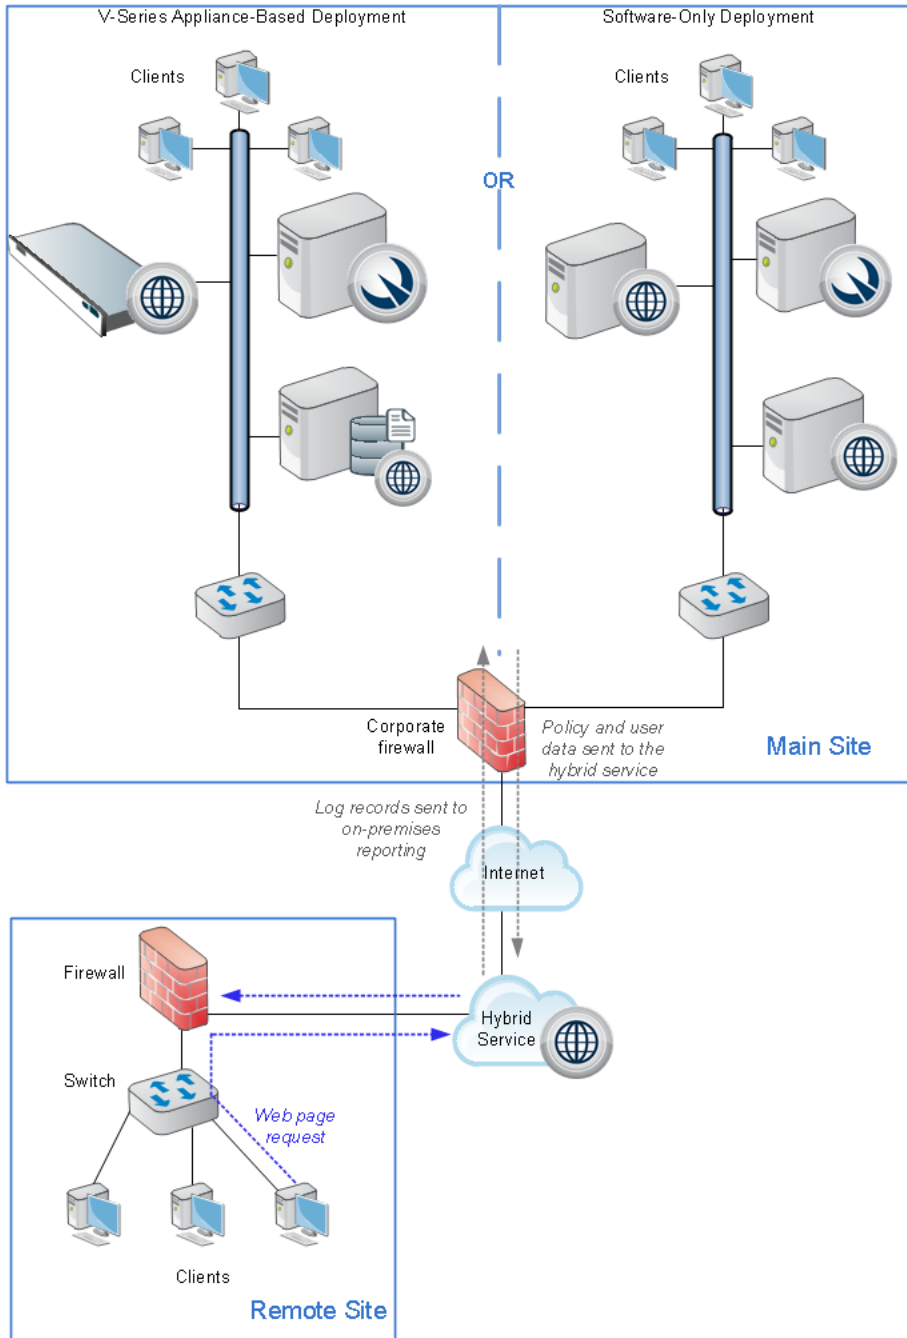 V-Series Appliance-Based Deployment
Software-Only Deployment
Clients
Clients
OR
Corporate
firewall
Policy and user
data sent to the
hybrid service
Main Site
Log records sent to
on-premises
reporting
Internet
Firewall
Hybrid
Service
Switch
Web page
request
Clients
Remote Site